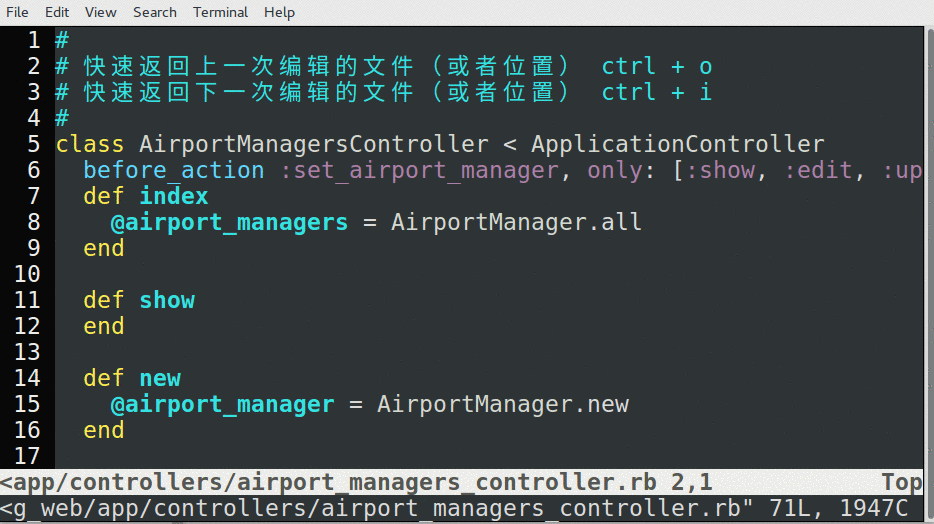 File Edit View Search Terminal Help
1 #
2 # 快速返回上一次编辑的文件（或者位置） ctrl + o
3 # 快速返回下一次编辑的文件（或者位置） ctrl + i
4 #
5 class AirportManagersController < ApplicationController
6   before_action :set_airport_manager, only: [:show, :edit, :up
7   def index
8     @airport_managers = AirportManager.all
9   end
10
11   def show
12   end
13
14   def new
15     @airport_manager = AirportManager.new
16   end
17
<app/controllers/airport_managers_controller.rb 2,1 Top
<g_web/app/controllers/airport_managers_controller.rb" 71L, 1947C